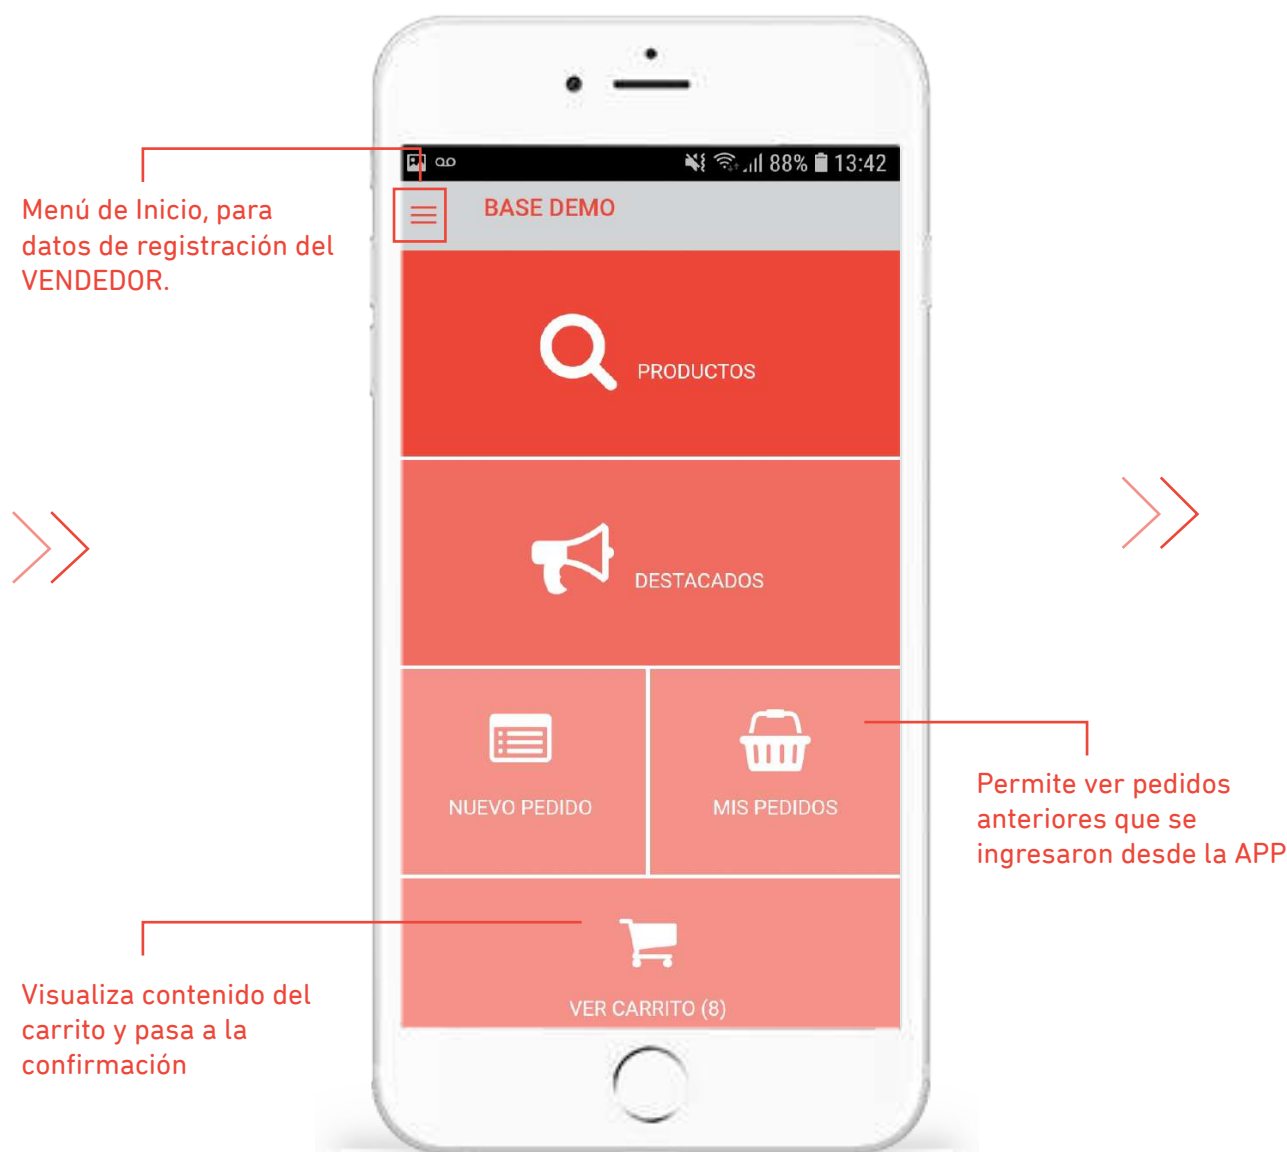 88% 13:42
Menú de Inicio, para
datos de registración del
VENDEDOR.
BASE DEMO
PRODUCTOS
DESTACADOS
NUEVO PEDIDO
MIS PEDIDOS
Permite ver pedidos
anteriores que se
ingresaron desde la APP
Visualiza contenido del
carrito y pasa a la
confirmación
VER CARRITO (8)